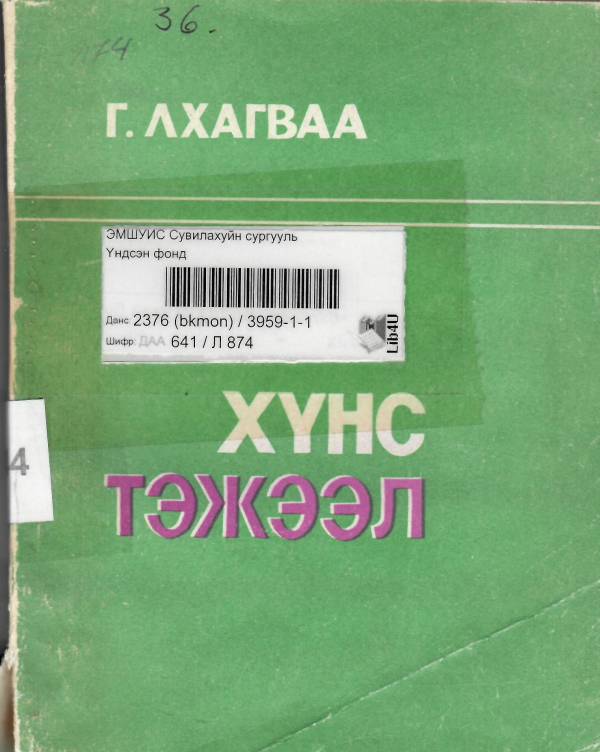 36.
Г. ЛХАГВАА
ЭМШУИС Сувилахуйн сургууль
Үндсэн фонд
Данс: 2376 (bkmon) / 3959-1-1
Шифр: ДАА 641 / Л 874
Lib4U
ХҮНС
4
ТЭЖЭЭЛ